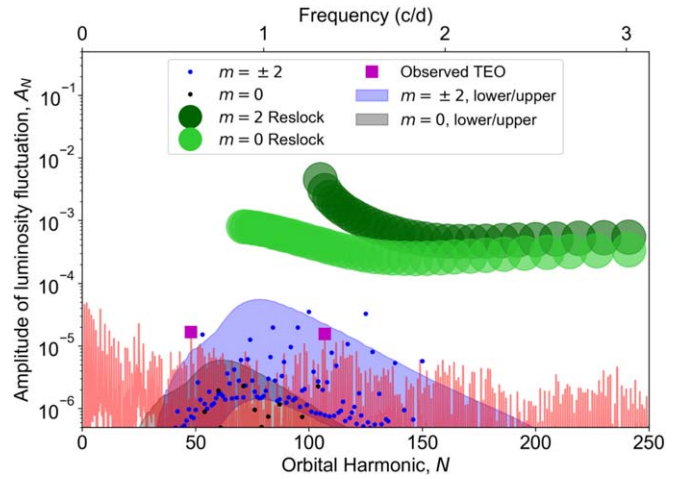 Frequency (c/d)
0 1 2 3
Amplitude of luminosity fluctuation, A_N
10⁻¹
10⁻²
10⁻³
10⁻⁴
10⁻⁵
10⁻⁶
m = ±2
m = 0
m = 2 Reslock
m = 0 Reslock
Observed TEO
m = ±2, lower/upper
m = 0, lower/upper
0 50 100 150 200 250
Orbital Harmonic, N